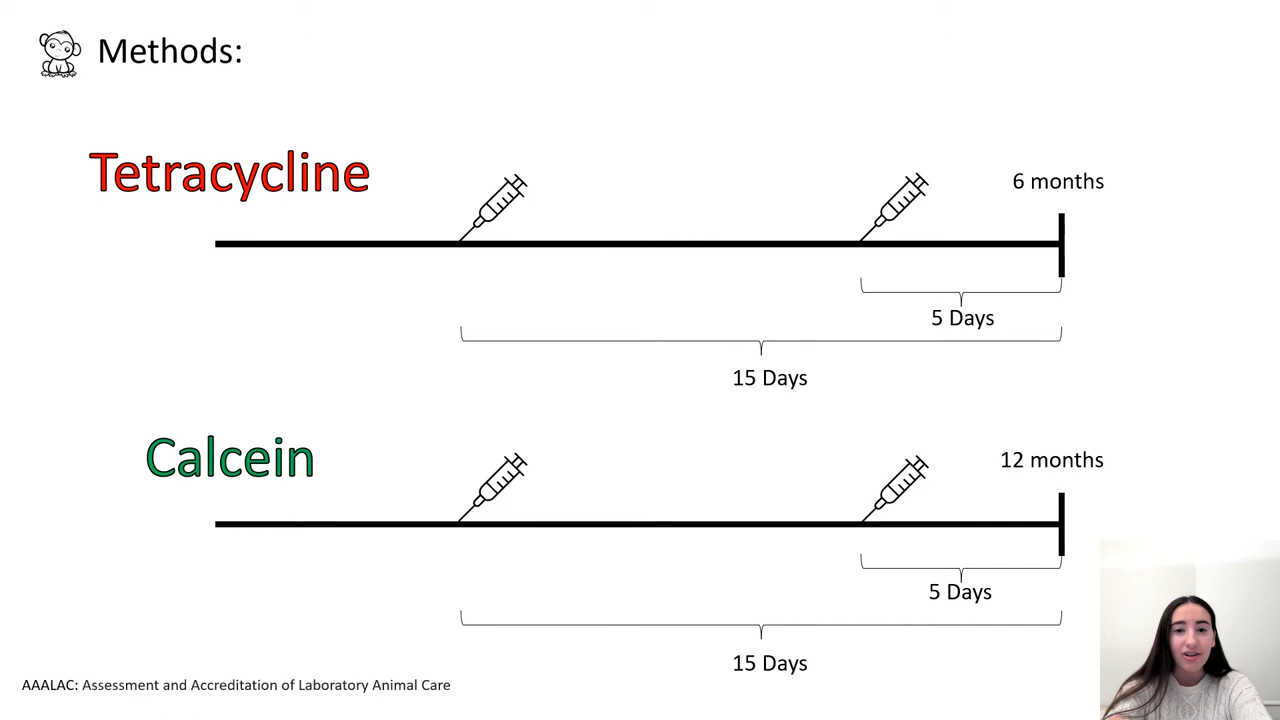 Methods:
Tetracycline
6 months
5 Days
15 Days
Calcein
12 months
5 Days
15 Days
AAALAC: Assessment and Accreditation of Laboratory Animal Care